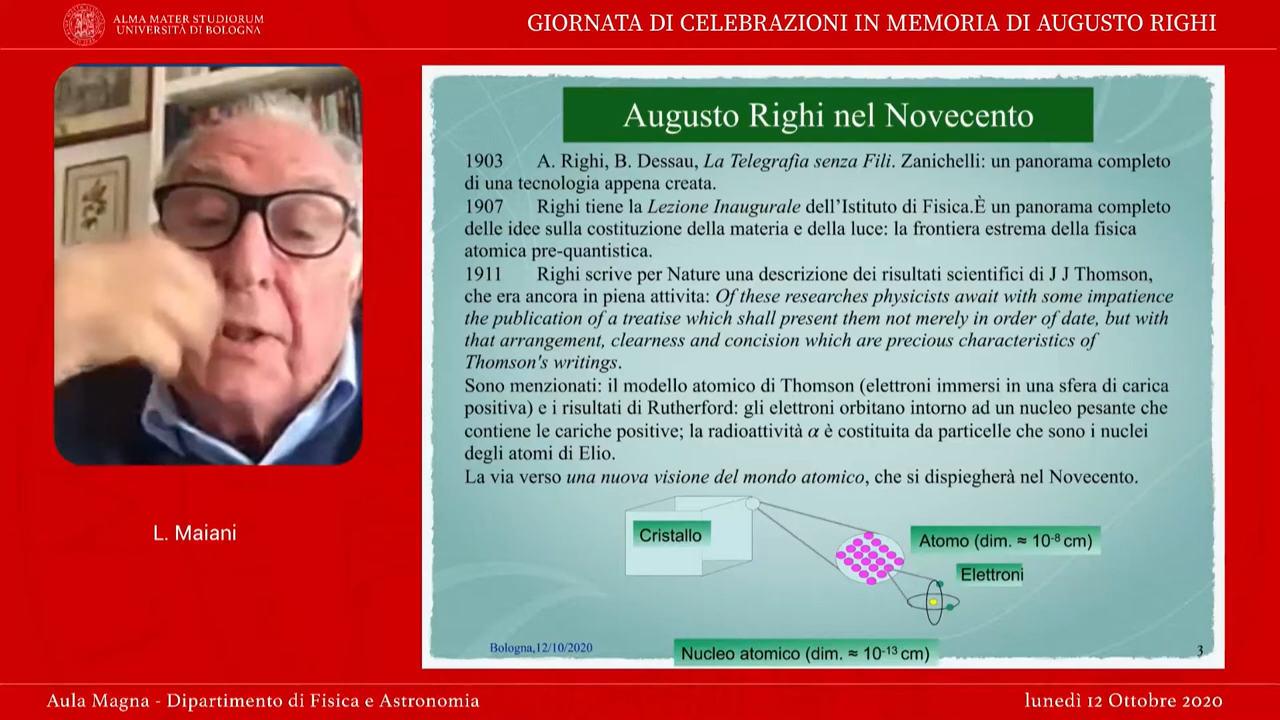 ALMA MATER STUDIORUM
UNIVERSITÀ DI BOLOGNA
GIORNATA DI CELEBRAZIONI IN MEMORIA DI AUGUSTO RIGHI
Augusto Righi nel Novecento
1903 A. Righi, B. Dessau, La Telegrafia senza Fili. Zanichelli: un panorama completo
di una tecnologia appena creata.
1907 Righi tiene la Lezione Inaugurale dell'Istituto di Fisica.È un panorama completo
delle idee sulla costituzione della materia e della luce: la frontiera estrema della fisica
atomica pre-quantistica.
1911 Righi scrive per Nature una descrizione dei risultati scientifici di J J Thomson,
che era ancora in piena attivita: Of these researches physicists await with some impatience
the publication of a treatise which shall present them not merely in order of date, but with
that arrangement, clearness and concision which are precious characteristics of
Thomson's writings.
Sono menzionati: il modello atomico di Thomson (elettroni immersi in una sfera di carica
positiva) e i risultati di Rutherford: gli elettroni orbitano intorno ad un nucleo pesante che
contiene le cariche positive; la radioattività α è costituita da particelle che sono i nuclei
degli atomi di Elio.
La via verso una nuova visione del mondo atomico, che si dispiegherà nel Novecento.
Cristallo
Atomo (dim. ≈ 10⁻⁸ cm)
Elettroni
Nucleo atomico (dim. ≈ 10⁻¹³ cm)
Bologna,12/10/2020
3
L. Maiani
Aula Magna - Dipartimento di Fisica e Astronomia
lunedì 12 Ottobre 2020